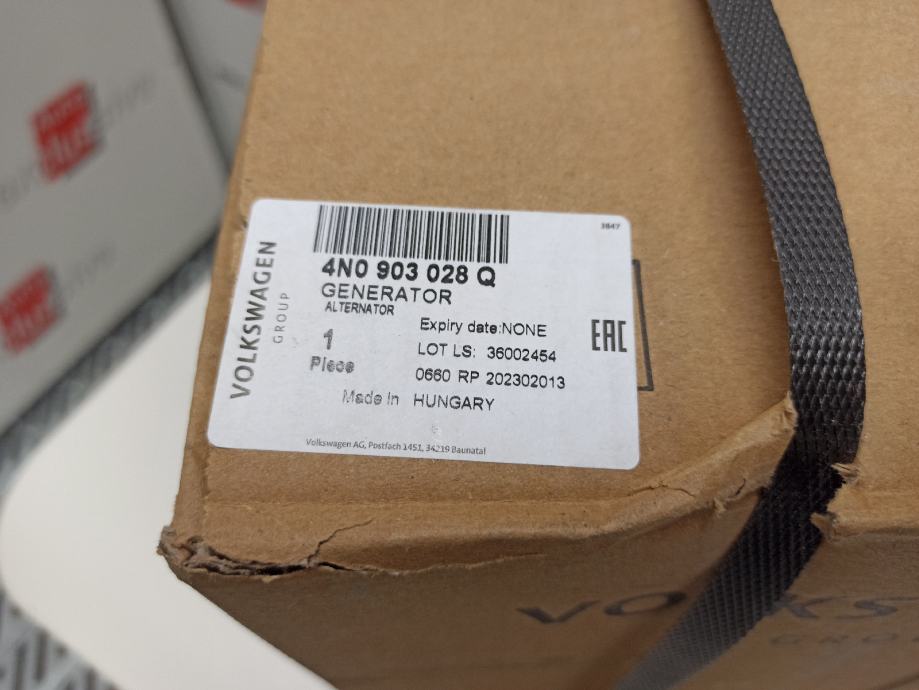 3847
4N0 903 028 Q
GENERATOR
ALTERNATOR
VOLKSWAGEN
GROUP
1
Piece
Expiry date:NONE
LOT LS: 36002454
0660 RP 202302013
Made In HUNGARY
EAC
Volkswagen AG, Postfach 1451, 34219 Baunatal